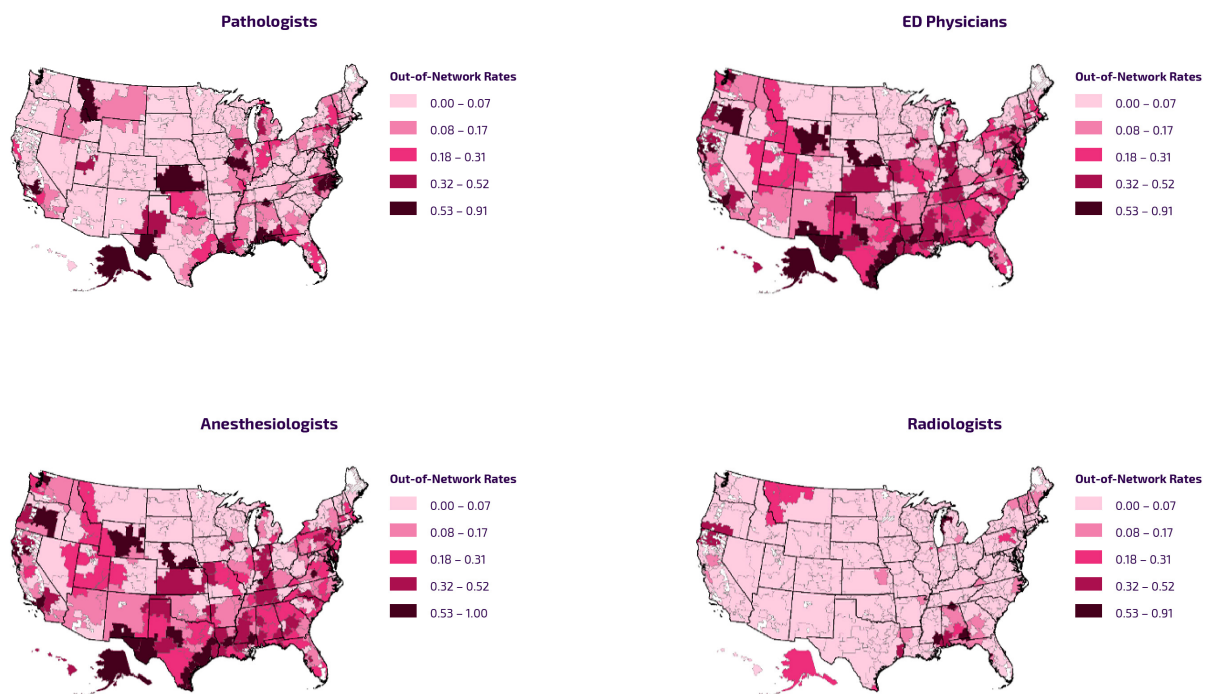 Pathologists
Out-of-Network Rates
0.00 – 0.07
0.08 – 0.17
0.18 – 0.31
0.32 – 0.52
0.53 – 0.91
ED Physicians
Out-of-Network Rates
0.00 – 0.07
0.08 – 0.17
0.18 – 0.31
0.32 – 0.52
0.53 – 0.91
Anesthesiologists
Out-of-Network Rates
0.00 – 0.07
0.08 – 0.17
0.18 – 0.31
0.32 – 0.52
0.53 – 1.00
Radiologists
Out-of-Network Rates
0.00 – 0.07
0.08 – 0.17
0.18 – 0.31
0.32 – 0.52
0.53 – 0.91